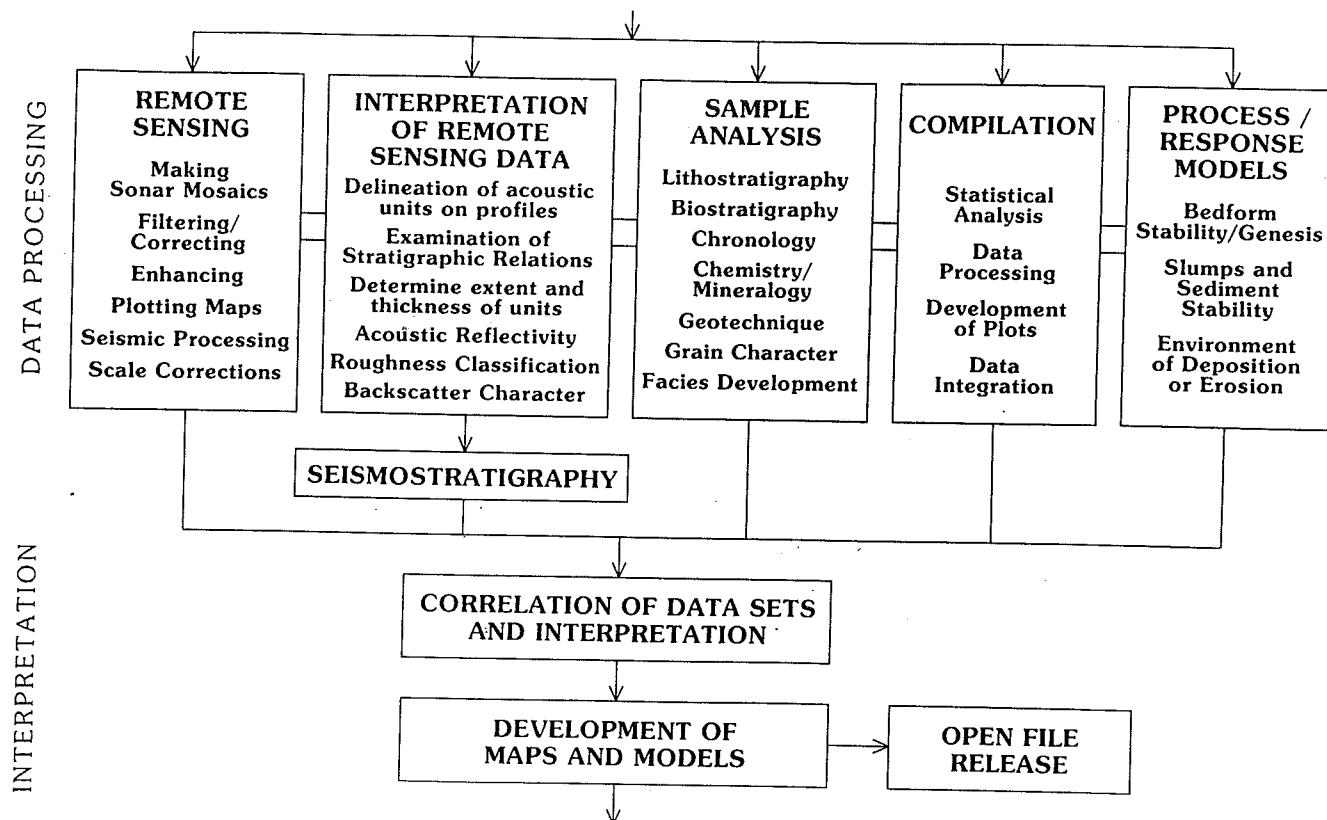 DATA PROCESSING
REMOTE
SENSING
Making
Sonar Mosaics
Filtering/
Correcting
Enhancing
Plotting Maps
Seismic Processing
Scale Corrections
INTERPRETATION
OF REMOTE
SENSING DATA
Delineation of acoustic
units on profiles
Examination of
Stratigraphic Relations
Determine extent and
thickness of units
Acoustic Reflectivity
Roughness Classification
Backscatter Character
SAMPLE
ANALYSIS
Lithostratigraphy
Biostratigraphy
Chronology
Chemistry/
Mineralogy
Geotechnique
Grain Character
Facies Development
COMPILATION
Statistical
Analysis
Data
Processing
Development
of Plots
Data
Integration
PROCESS /
RESPONSE
MODELS
Bedform
Stability/Genesis
Slumps and
Sediment
Stability
Environment
of Deposition
or Erosion
SEISMOSTRATIGRAPHY
INTERPRETATION
CORRELATION OF DATA SETS
AND INTERPRETATION
DEVELOPMENT OF
MAPS AND MODELS
OPEN FILE
RELEASE